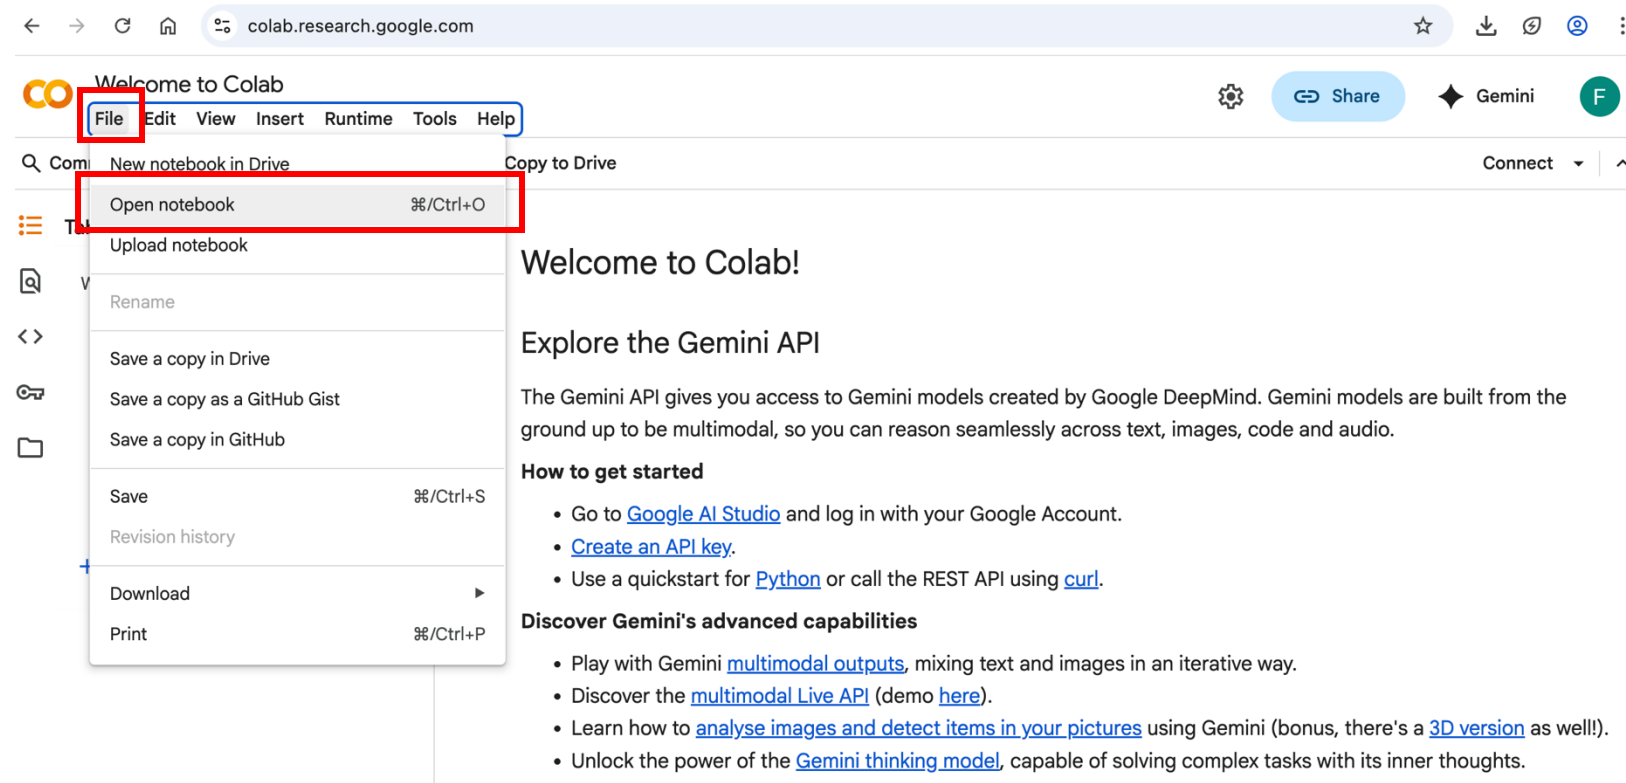 colab.research.google.com
Welcome to Colab
File Edit View Insert Runtime Tools Help
Share
Gemini
F
New notebook in Drive
Copy to Drive
Connect
Open notebook ⌘/Ctrl+O
Upload notebook
Rename
Save a copy in Drive
Save a copy as a GitHub Gist
Save a copy in GitHub
Save ⌘/Ctrl+S
Revision history
Download
Print ⌘/Ctrl+P
Welcome to Colab!
Explore the Gemini API
The Gemini API gives you access to Gemini models created by Google DeepMind. Gemini models are built from the
ground up to be multimodal, so you can reason seamlessly across text, images, code and audio.
How to get started
• Go to Google AI Studio and log in with your Google Account.
• Create an API key.
• Use a quickstart for Python or call the REST API using curl.
Discover Gemini's advanced capabilities
• Play with Gemini multimodal outputs, mixing text and images in an iterative way.
• Discover the multimodal Live API (demo here).
• Learn how to analyse images and detect items in your pictures using Gemini (bonus, there's a 3D version as well!).
• Unlock the power of the Gemini thinking model, capable of solving complex tasks with its inner thoughts.